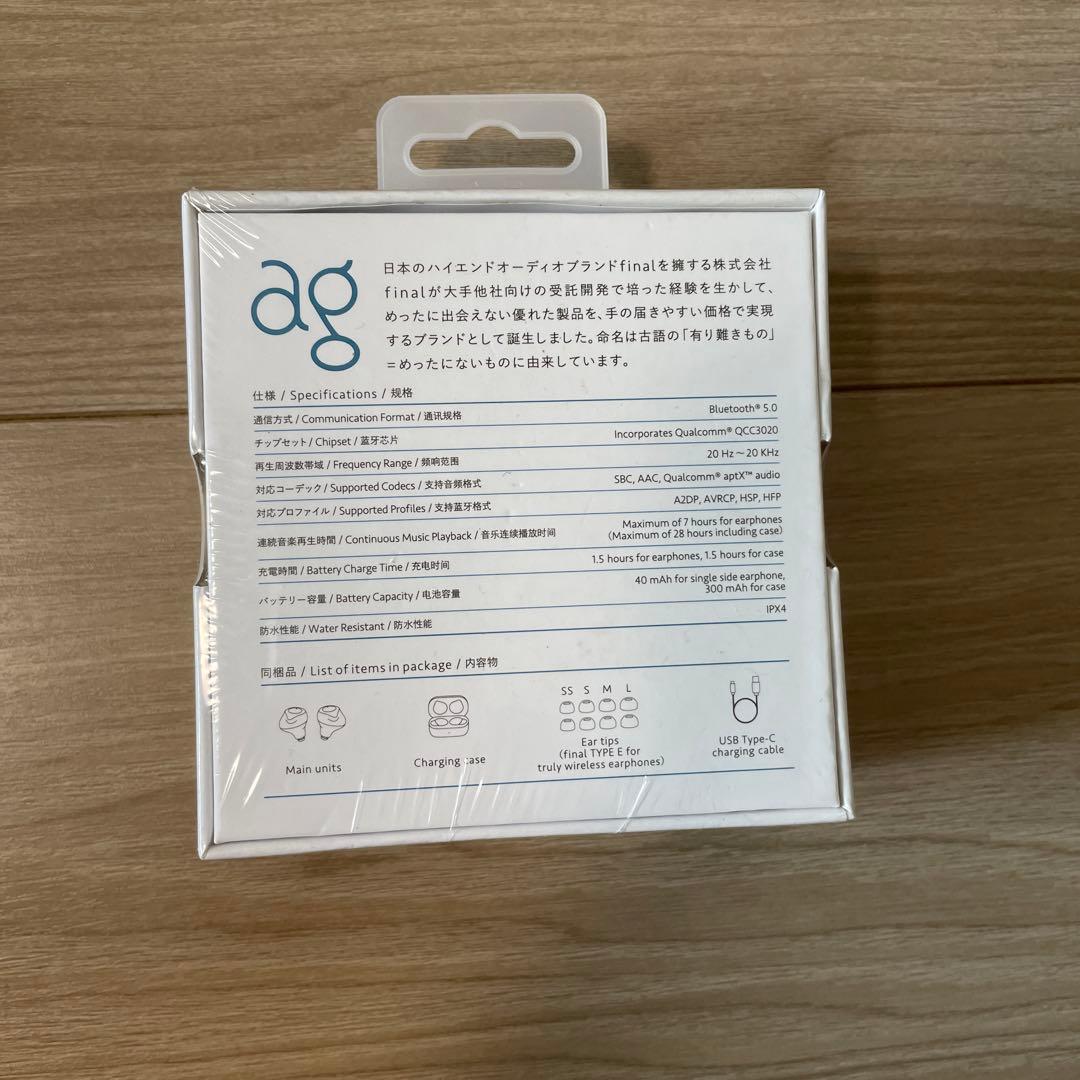 ag
日本のハイエンドオーディオブランドfinalを擁する株式会社
finalが大手他社向けの受託開発で培った経験を生かして、
めったに出会えない優れた製品を、手の届きやすい価格で実現
するブランドとして誕生しました。命名は古語の「有り難きもの」
=めったにないものに由来しています。
仕様 / Specifications / 规格
通信方式 / Communication Format / 通讯规格 Bluetooth® 5.0
チップセット / Chipset / 蓝牙芯片 Incorporates Qualcomm® QCC3020
再生周波数帯域 / Frequency Range / 频响范围 20 Hz〜20 KHz
対応コーデック / Supported Codecs / 支持音频格式 SBC, AAC, Qualcomm® aptX™ audio
対応プロファイル / Supported Profiles / 支持蓝牙格式 A2DP, AVRCP, HSP, HFP
連続音楽再生時間 / Continuous Music Playback / 音乐连续播放时间 Maximum of 7 hours for earphones
(Maximum of 28 hours including case)
充電時間 / Battery Charge Time / 充电时间 1.5 hours for earphones, 1.5 hours for case
バッテリー容量 / Battery Capacity / 电池容量 40 mAh for single side earphone,
300 mAh for case
防水性能 / Water Resistant / 防水性能 IPX4
同梱品 / List of items in package / 内容物
SS S M L
Main units
Charging case
Ear tips
(final TYPE E for
truly wireless earphones)
USB Type-C
charging cable